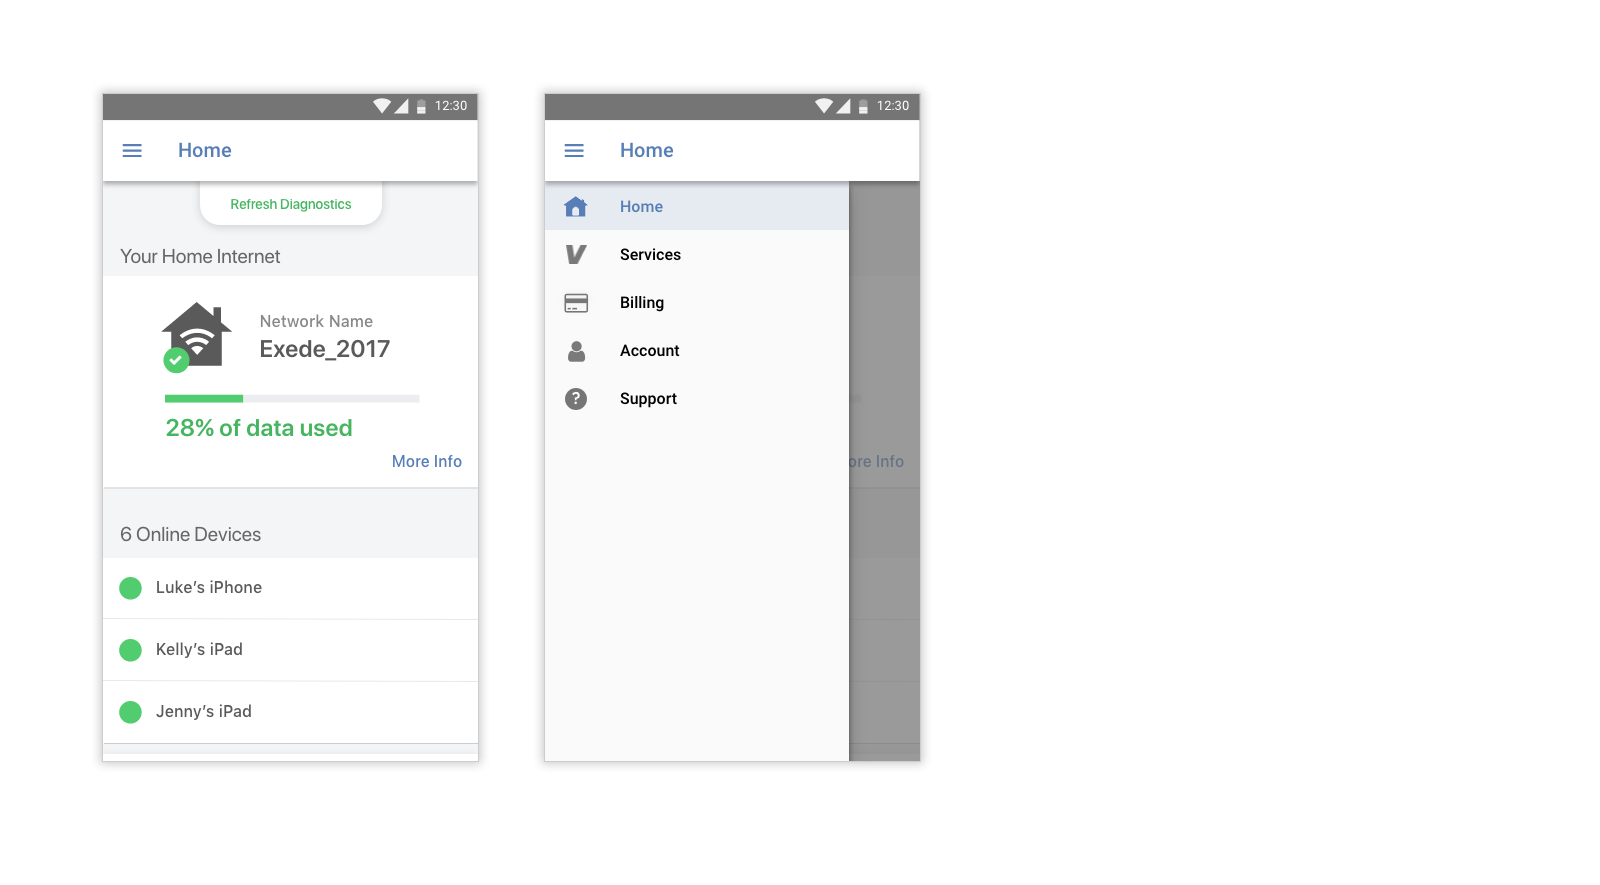 12:30
Home
Refresh Diagnostics
Your Home Internet
Network Name
Exede_2017
28% of data used
More Info
6 Online Devices
Luke’s iPhone
Kelly’s iPad
Jenny’s iPad
12:30
Home
Home
V Services
Billing
Account
? Support
ore Info